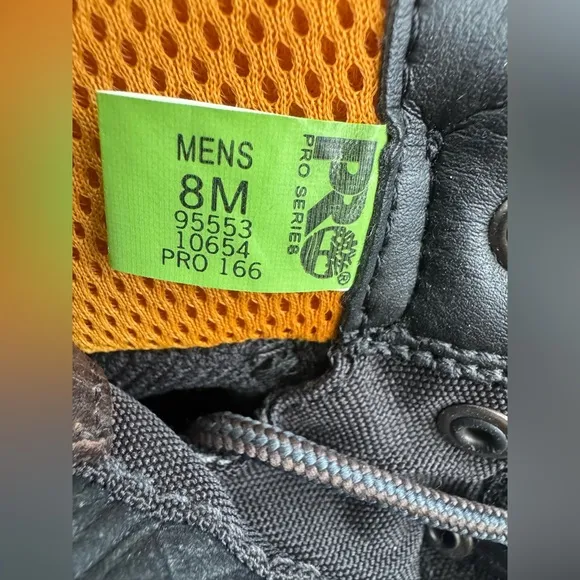 MENS
8M
95553
10654
PRO 166
PRO
PRO SERIES
®